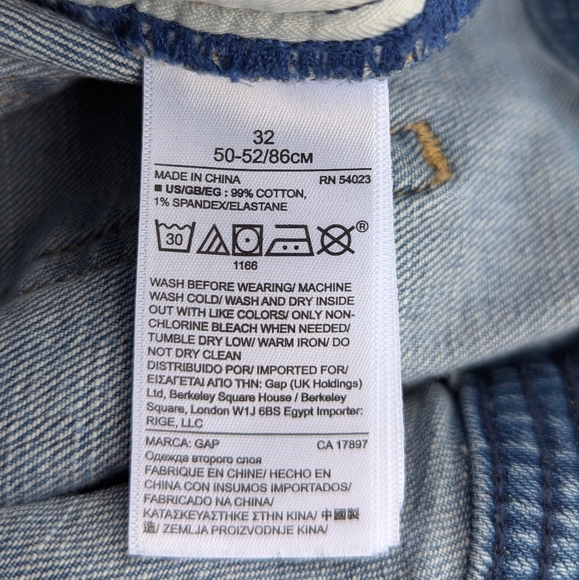 32
50-52/86CM
MADE IN CHINA RN 54023
■ US/GB/EG : 99% COTTON,
1% SPANDEX/ELASTANE
30 ®
1166
WASH BEFORE WEARING/ MACHINE
WASH COLD/ WASH AND DRY INSIDE
OUT WITH LIKE COLORS/ ONLY NON-
CHLORINE BLEACH WHEN NEEDED/
TUMBLE DRY LOW/ WARM IRON/ DO
NOT DRY CLEAN
DISTRIBUIDO POR/ IMPORTED FOR/
ΕΙΣΑΓΕΤΑΙ ΑΠΟ ΤΗΝ: Gap (UK Holdings)
Ltd, Berkeley Square House / Berkeley
Square, London W1J 6BS Egypt Importer:
RIGE, LLC
MARCA: GAP CA 17897
Одежда второго слоя
FABRIQUE EN CHINE/ HECHO EN
CHINA CON INSUMOS IMPORTADOS/
FABRICADO NA CHINA/
ΚΑΤΑΣΚΕΥΑΣΤΗΚΕ ΣΤΗΝ ΚΙΝΑ/ 中國製
造/ ZEMLJA PROIZVODNJE KINA/